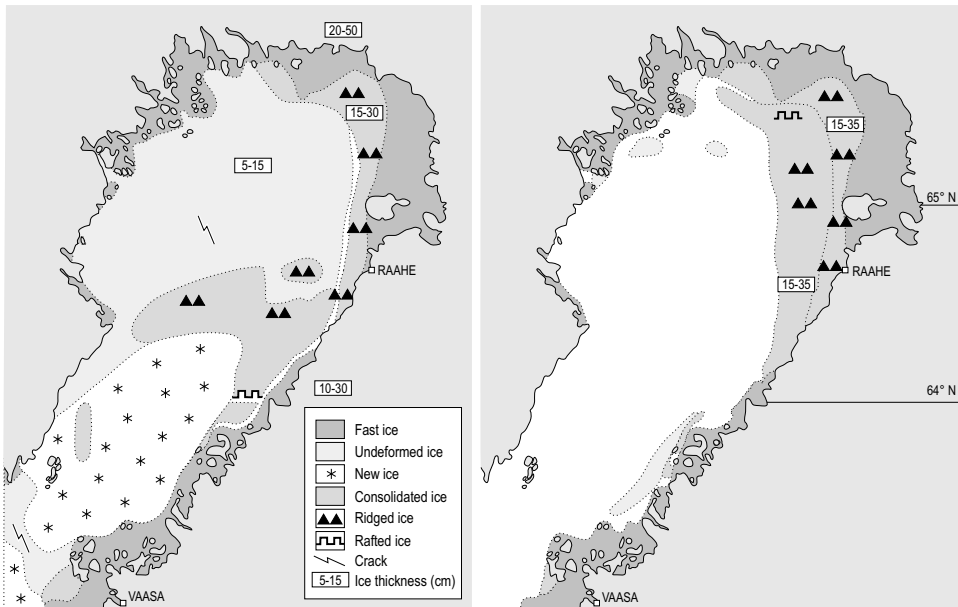 20-50
15-30
5-15
RAAHE
10-30
Fast ice
Undeformed ice
New ice
Consolidated ice
Ridged ice
Rafted ice
Crack
5-15 Ice thickness (cm)
VAASA
15-35
65° N
RAAHE
15-35
64° N
VAASA